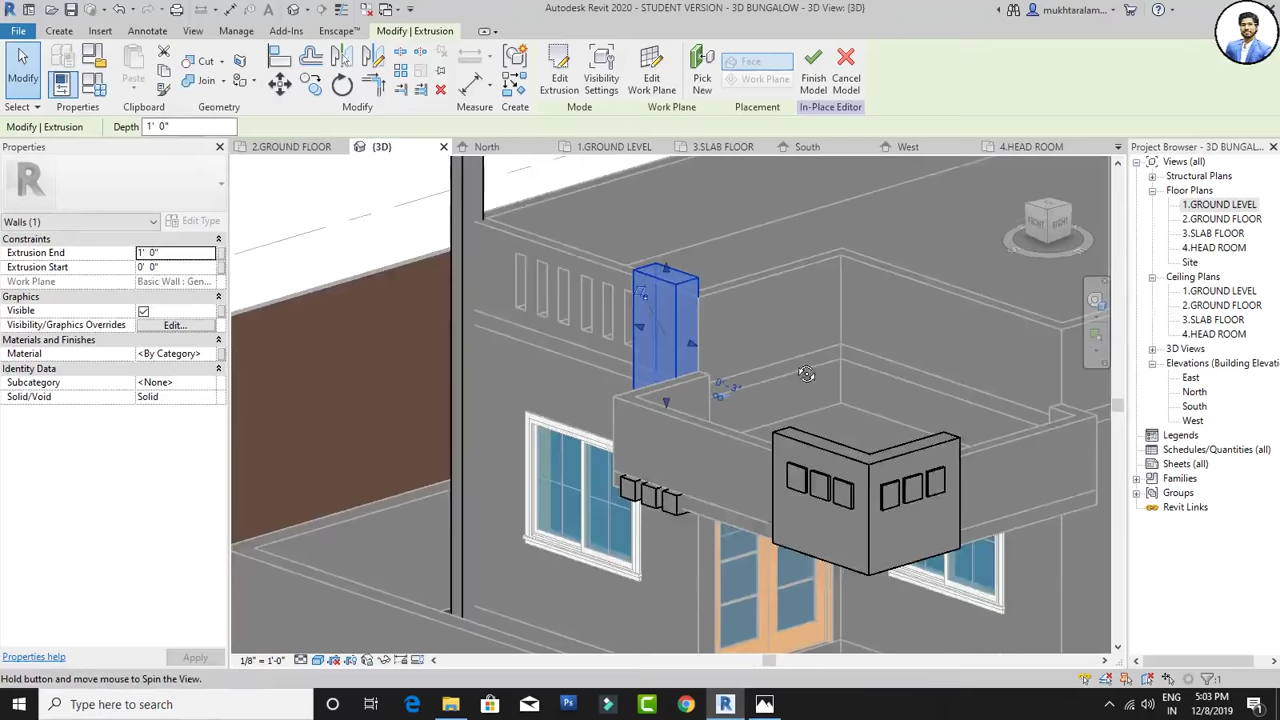 Autodesk Revit 2020 - STUDENT VERSION - 3D BUNGALOW - 3D View: {3D}
mukhtaralam...
File Create Insert Annotate View Manage Add-Ins Enscape™ Modify | Extrusion
Modify
Paste
Cut
Join
Edit Extrusion
Visibility Settings
Edit Work Plane
Pick New
Face
Work Plane
Finish Model
Cancel Model
Select Properties Clipboard Geometry Modify Measure Create Mode Work Plane Placement In-Place Editor
Modify | Extrusion Depth 1' 0"
Properties
2.GROUND FLOOR {3D} North 1.GROUND LEVEL 3.SLAB FLOOR South West 4.HEAD ROOM
Project Browser - 3D BUNGAL...
R
Walls (1) Edit Type
Constraints
Extrusion End 1' 0"
Extrusion Start 0' 0"
Work Plane Basic Wall : Gen...
Graphics
Visible
Visibility/Graphics Overrides Edit...
Materials and Finishes
Material <By Category>
Identity Data
Subcategory <None>
Solid/Void Solid
Properties help Apply
FRONT RIGHT
Views (all)
Structural Plans
Floor Plans
1.GROUND LEVEL
2.GROUND FLOOR
3.SLAB FLOOR
4.HEAD ROOM
Site
Ceiling Plans
1.GROUND LEVEL
2.GROUND FLOOR
3.SLAB FLOOR
4.HEAD ROOM
3D Views
Elevations (Building Elevati
East
North
South
West
Legends
Schedules/Quantities (all)
Sheets (all)
Families
Groups
Revit Links
1/8" = 1'-0"
Hold button and move mouse to Spin the View.
:1
Type here to search
ENG
IN
5:03 PM
12/8/2019